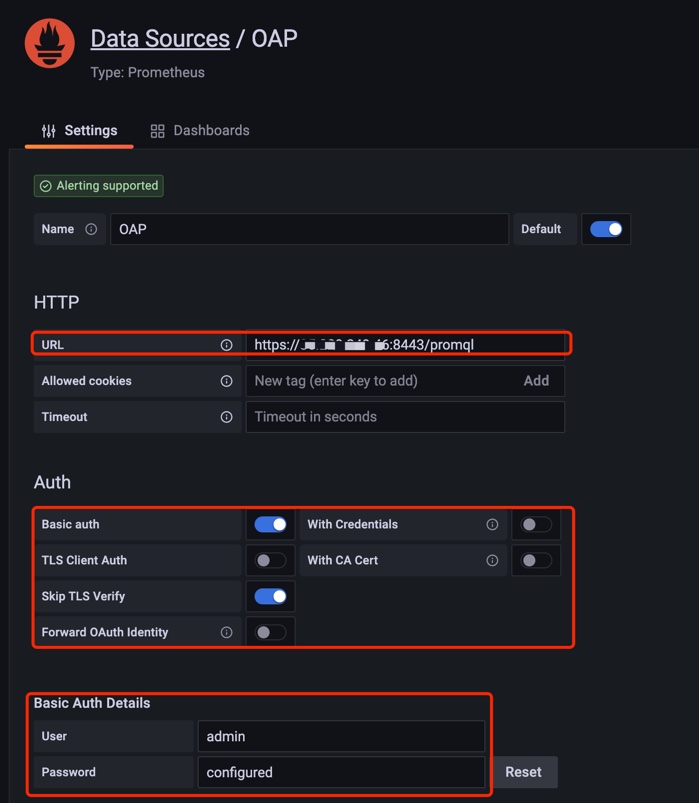 Data Sources / OAP
Type: Prometheus
Settings Dashboards
Alerting supported
Name OAP Default
HTTP
URL https:// 6:8443/promql
Allowed cookies New tag (enter key to add) Add
Timeout Timeout in seconds
Auth
Basic auth With Credentials
TLS Client Auth With CA Cert
Skip TLS Verify
Forward OAuth Identity
Basic Auth Details
User admin
Password configured Reset